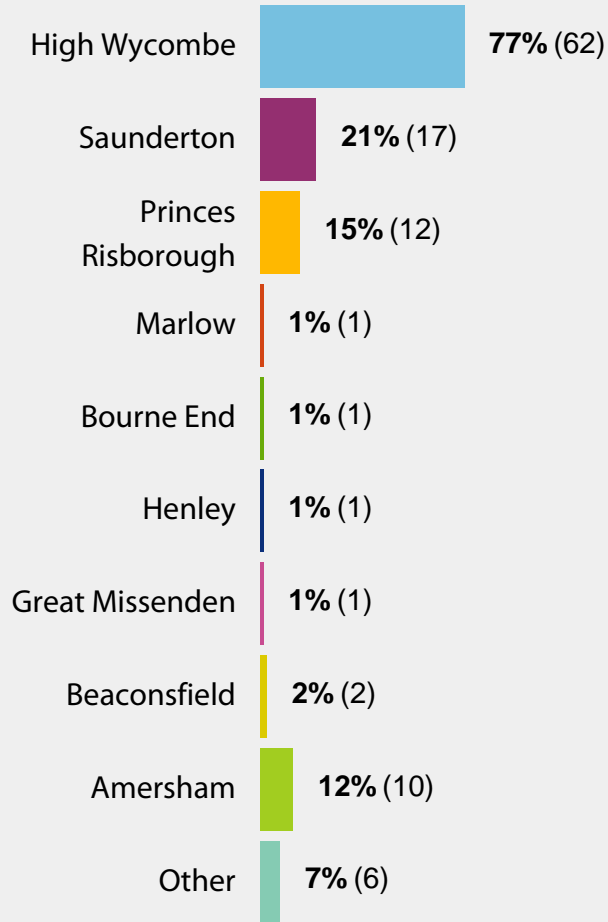 High Wycombe 77% (62)
Saunderton 21% (17)
Princes
Risborough 15% (12)
Marlow 1% (1)
Bourne End 1% (1)
Henley 1% (1)
Great Missenden 1% (1)
Beaconsfield 2% (2)
Amersham 12% (10)
Other 7% (6)